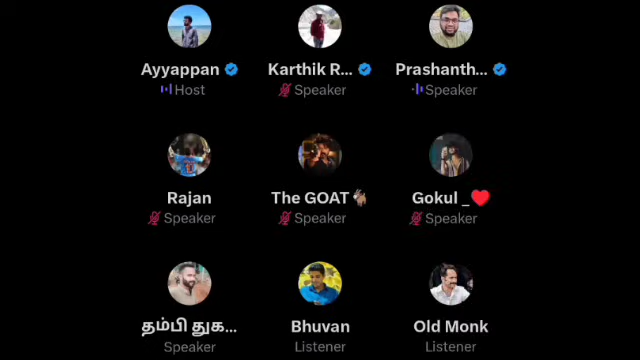 Ayyappan Karthik R... Prashanth...
Host Speaker Speaker
Rajan The GOAT 🐐 Gokul _♥️
Speaker Speaker Speaker
தம்பி துக... Bhuvan Old Monk
Speaker Listener Listener